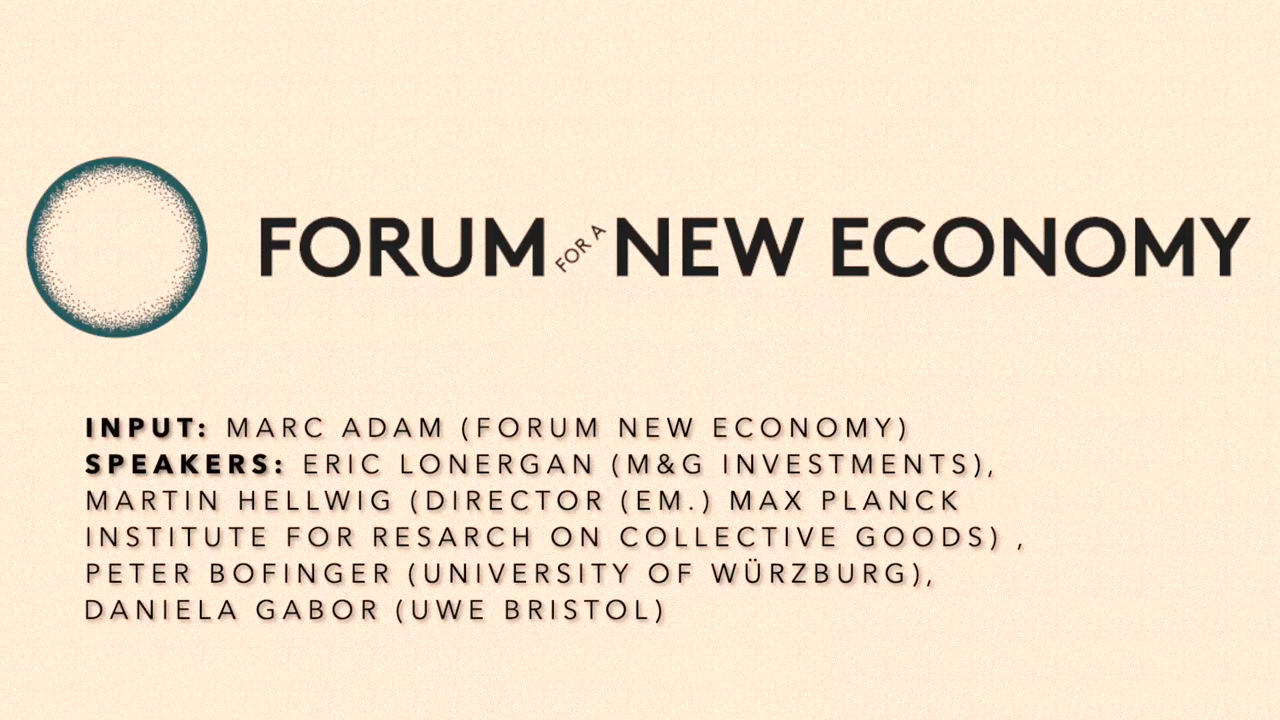 FORUM FOR A NEW ECONOMY
INPUT: MARC ADAM (FORUM NEW ECONOMY)
SPEAKERS: ERIC LONERGAN (M&G INVESTMENTS),
MARTIN HELLWIG (DIRECTOR (EM.) MAX PLANCK
INSTITUTE FOR RESARCH ON COLLECTIVE GOODS) ,
PETER BOFINGER (UNIVERSITY OF WÜRZBURG),
DANIELA GABOR (UWE BRISTOL)